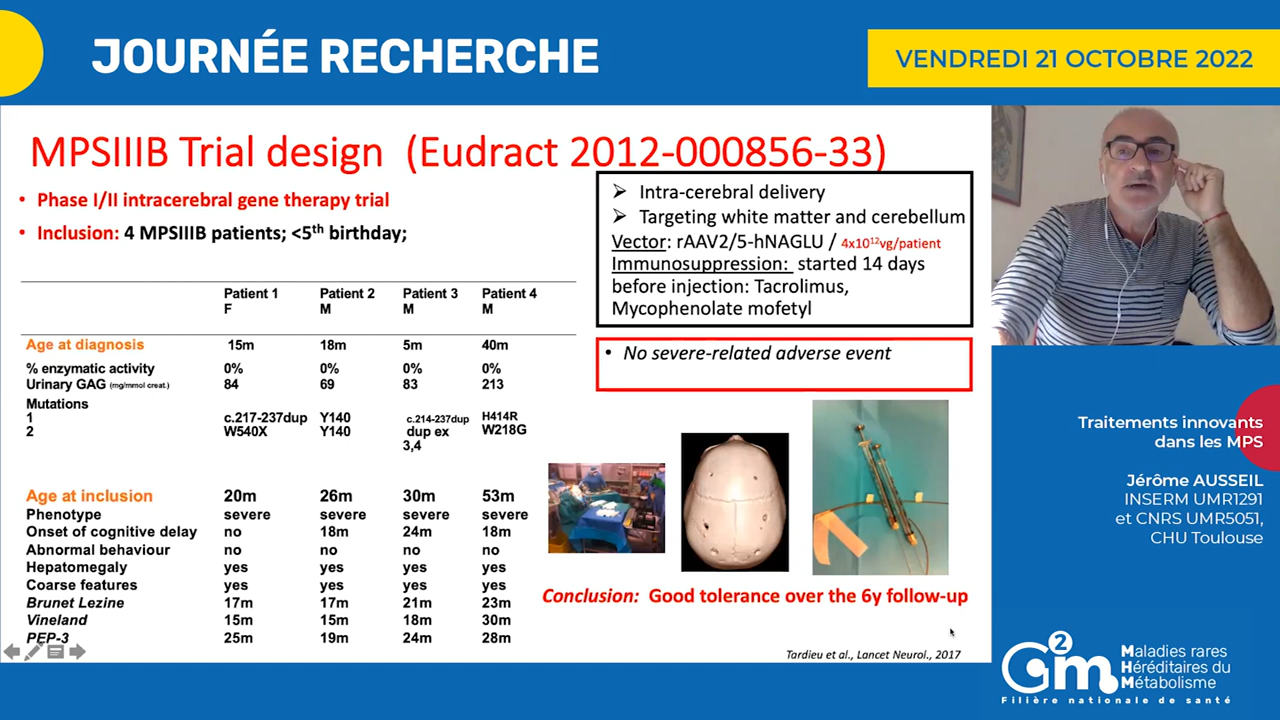 JOURNÉE RECHERCHE
VENDREDI 21 OCTOBRE 2022
MPSIIIB Trial design (Eudract 2012-000856-33)
• Phase I/II intracerebral gene therapy trial
• Inclusion: 4 MPSIIIB patients; <5th birthday;
➢ Intra-cerebral delivery
➢ Targeting white matter and cerebellum
Vector: rAAV2/5-hNAGLU / 4x10¹²vg/patient
Immunosuppression: started 14 days
before injection: Tacrolimus,
Mycophenolate mofetyl
• No severe-related adverse event
Patient 1 Patient 2 Patient 3 Patient 4
F M M M
Age at diagnosis 15m 18m 5m 40m
% enzymatic activity 0% 0% 0% 0%
Urinary GAG (mg/mmol creat.) 84 69 83 213
Mutations
1 c.217-237dup Y140 c.214-237dup H414R
2 W540X Y140 dup ex W218G
3,4
Age at inclusion 20m 26m 30m 53m
Phenotype severe severe severe severe
Onset of cognitive delay no 18m 24m 18m
Abnormal behaviour no no no no
Hepatomegaly yes yes yes yes
Coarse features yes yes yes yes
Brunet Lezine 17m 17m 21m 23m
Vineland 15m 15m 18m 30m
PEP-3 25m 19m 24m 28m
Conclusion: Good tolerance over the 6y follow-up
Tardieu et al., Lancet Neurol., 2017
Traitements innovants
dans les MPS
Jérôme AUSSEIL
INSERM UMR1291
et CNRS UMR5051,
CHU Toulouse
G2m
Maladies rares
Héréditaires du
Métabolisme
Filière nationale de santé